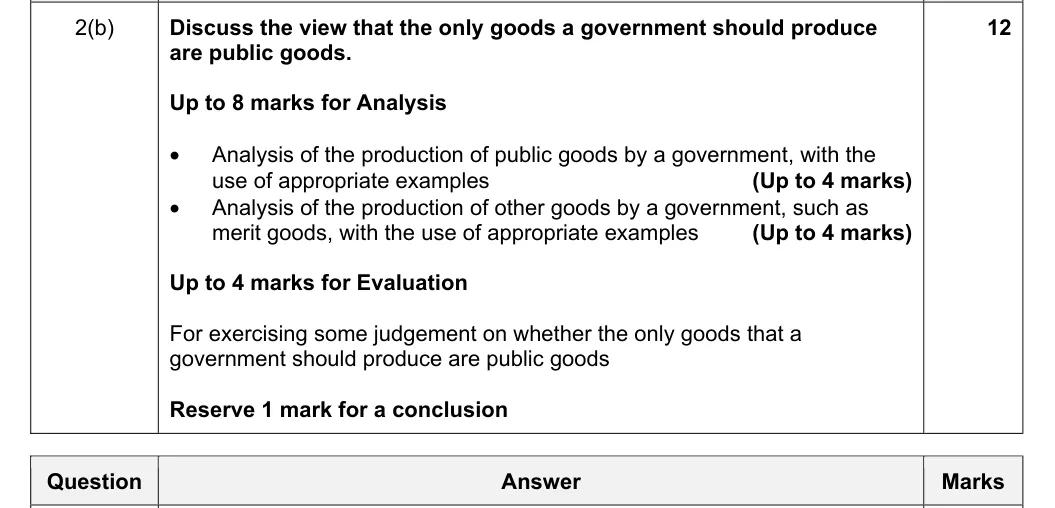 2(b) Discuss the view that the only goods a government should produce 12
are public goods.
Up to 8 marks for Analysis
• Analysis of the production of public goods by a government, with the
use of appropriate examples (Up to 4 marks)
• Analysis of the production of other goods by a government, such as
merit goods, with the use of appropriate examples (Up to 4 marks)
Up to 4 marks for Evaluation
For exercising some judgement on whether the only goods that a
government should produce are public goods
Reserve 1 mark for a conclusion
Question Answer Marks